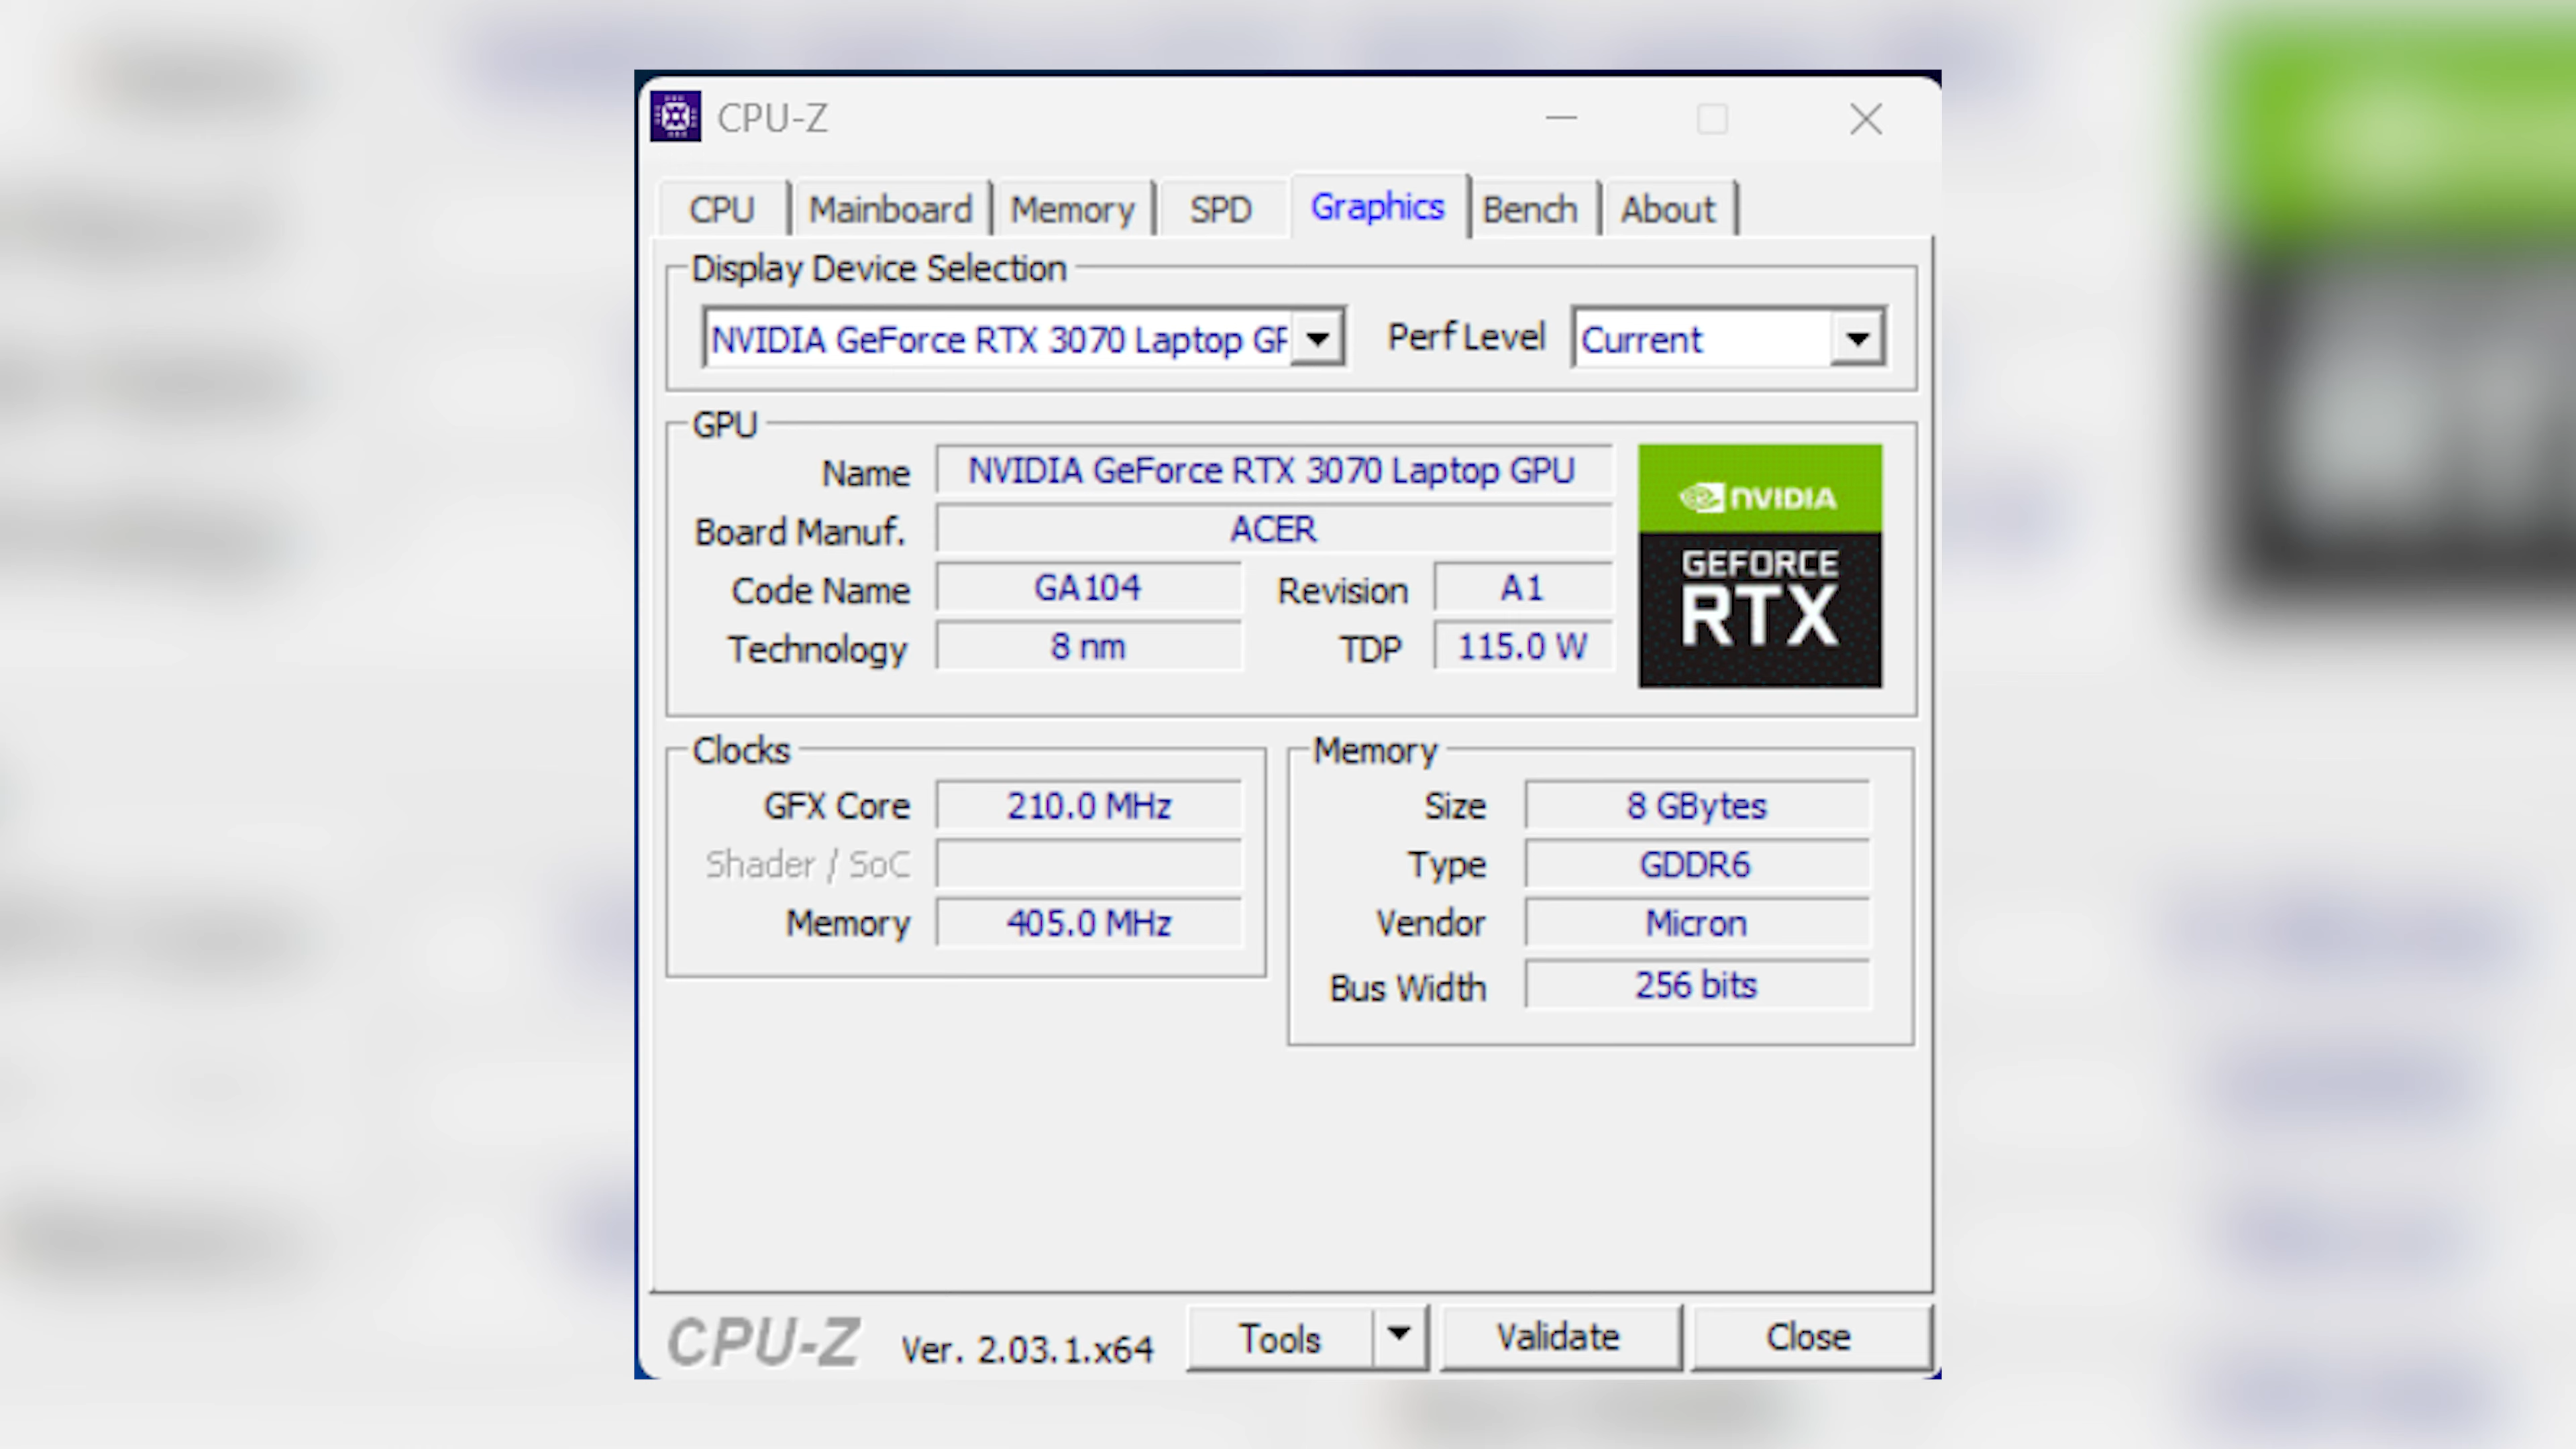 CPU-Z
CPU Mainboard Memory SPD Graphics Bench About
Display Device Selection
NVIDIA GeForce RTX 3070 Laptop GP Perf Level Current
GPU
Name NVIDIA GeForce RTX 3070 Laptop GPU
Board Manuf. ACER
Code Name GA104 Revision A1
Technology 8 nm TDP 115.0 W
NVIDIA
GEFORCE
RTX
Clocks
GFX Core 210.0 MHz
Shader / SoC
Memory 405.0 MHz
Memory
Size 8 GBytes
Type GDDR6
Vendor Micron
Bus Width 256 bits
CPU-Z Ver. 2.03.1.x64 Tools Validate Close